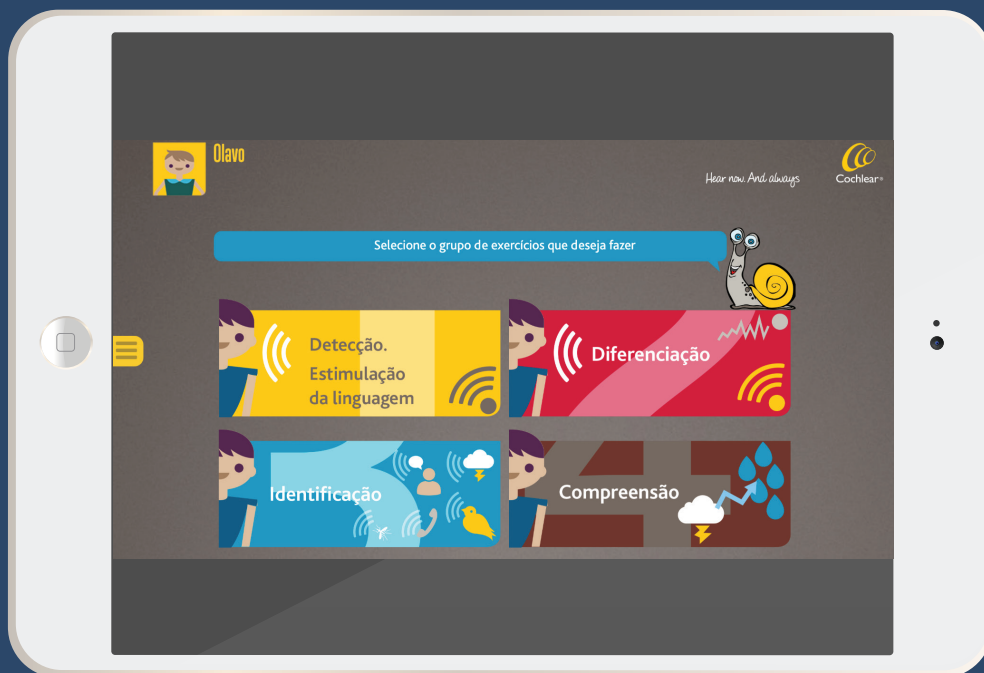 Olavo
Hear now. And always
Cochlear®
Selecione o grupo de exercícios que deseja fazer
Detecção.
Estimulação
da linguagem
Diferenciação
Identificação
Compreensão